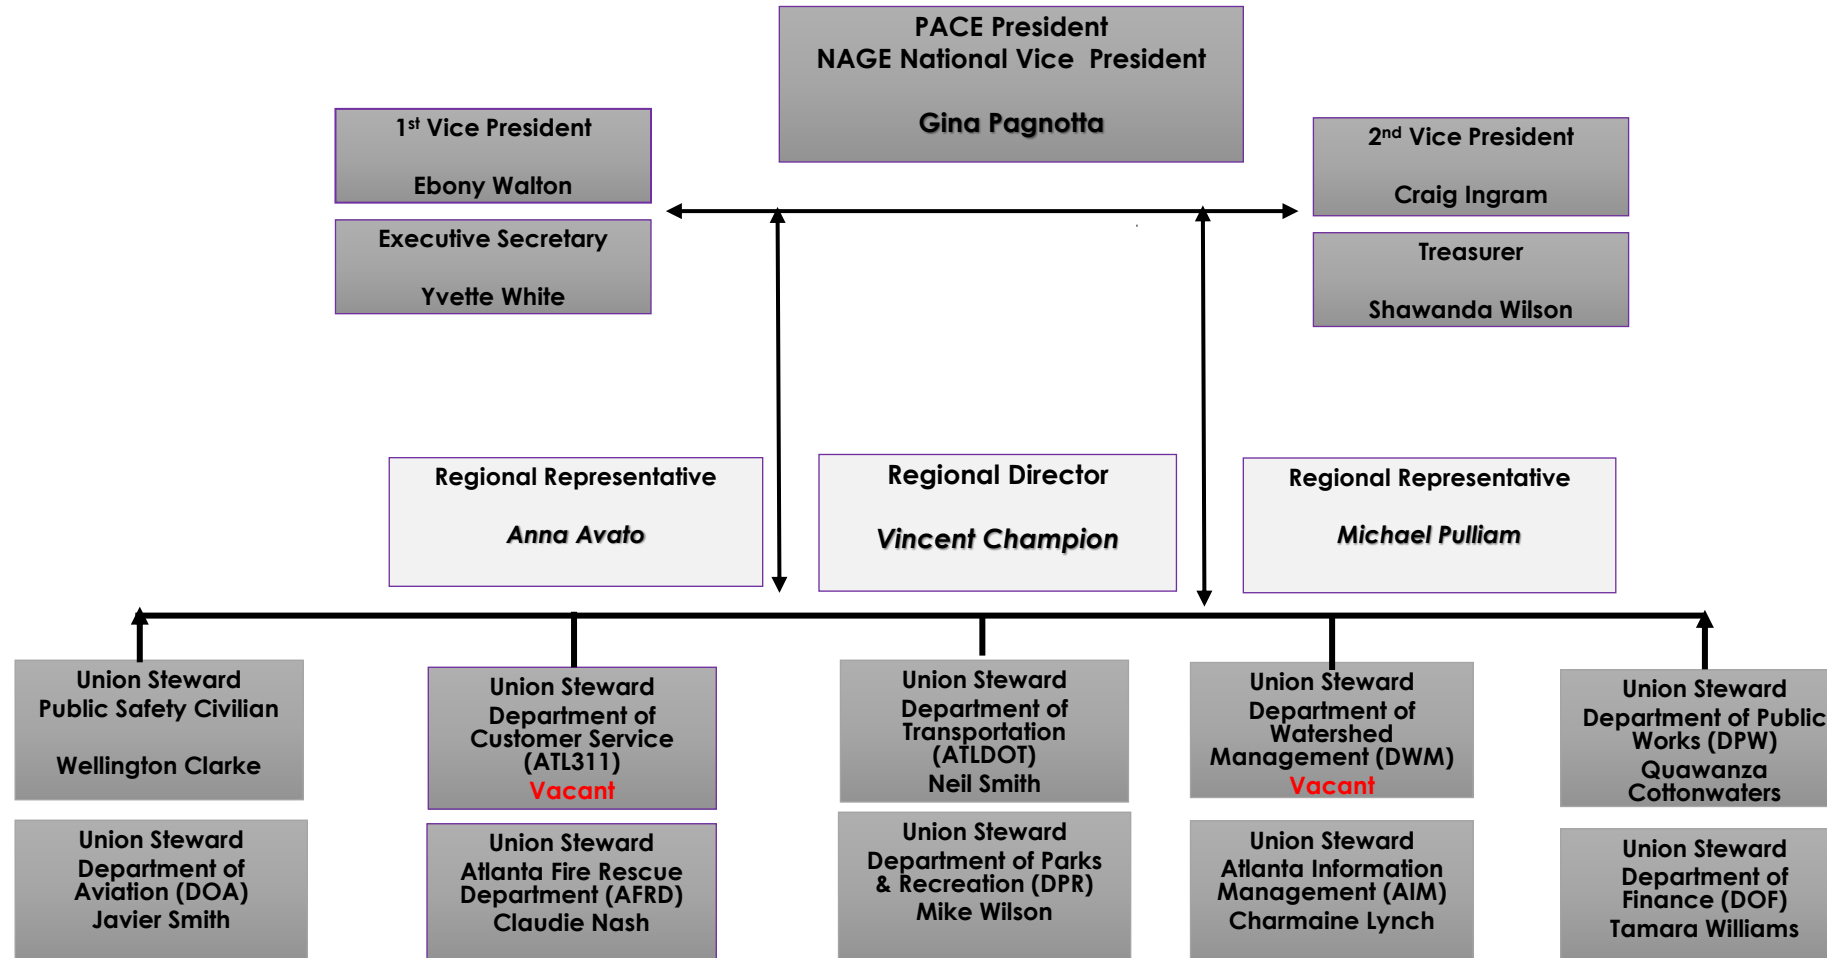 PACE President
NAGE National Vice President
Gina Pagnotta
1st Vice President
Ebony Walton
Executive Secretary
Yvette White
2nd Vice President
Craig Ingram
Treasurer
Shawanda Wilson
Regional Representative
Anna Avato
Regional Director
Vincent Champion
Regional Representative
Michael Pulliam
Union Steward
Public Safety Civilian
Wellington Clarke
Union Steward
Department of
Customer Service
(ATL311)
Vacant
Union Steward
Department of
Transportation
(ATLDOT)
Neil Smith
Union Steward
Department of
Watershed
Management (DWM)
Vacant
Union Steward
Department of Public
Works (DPW)
Quawanza
Cottonwaters
Union Steward
Department of
Aviation (DOA)
Javier Smith
Union Steward
Atlanta Fire Rescue
Department (AFRD)
Claudie Nash
Union Steward
Department of Parks
& Recreation (DPR)
Mike Wilson
Union Steward
Atlanta Information
Management (AIM)
Charmaine Lynch
Union Steward
Department of
Finance (DOF)
Tamara Williams